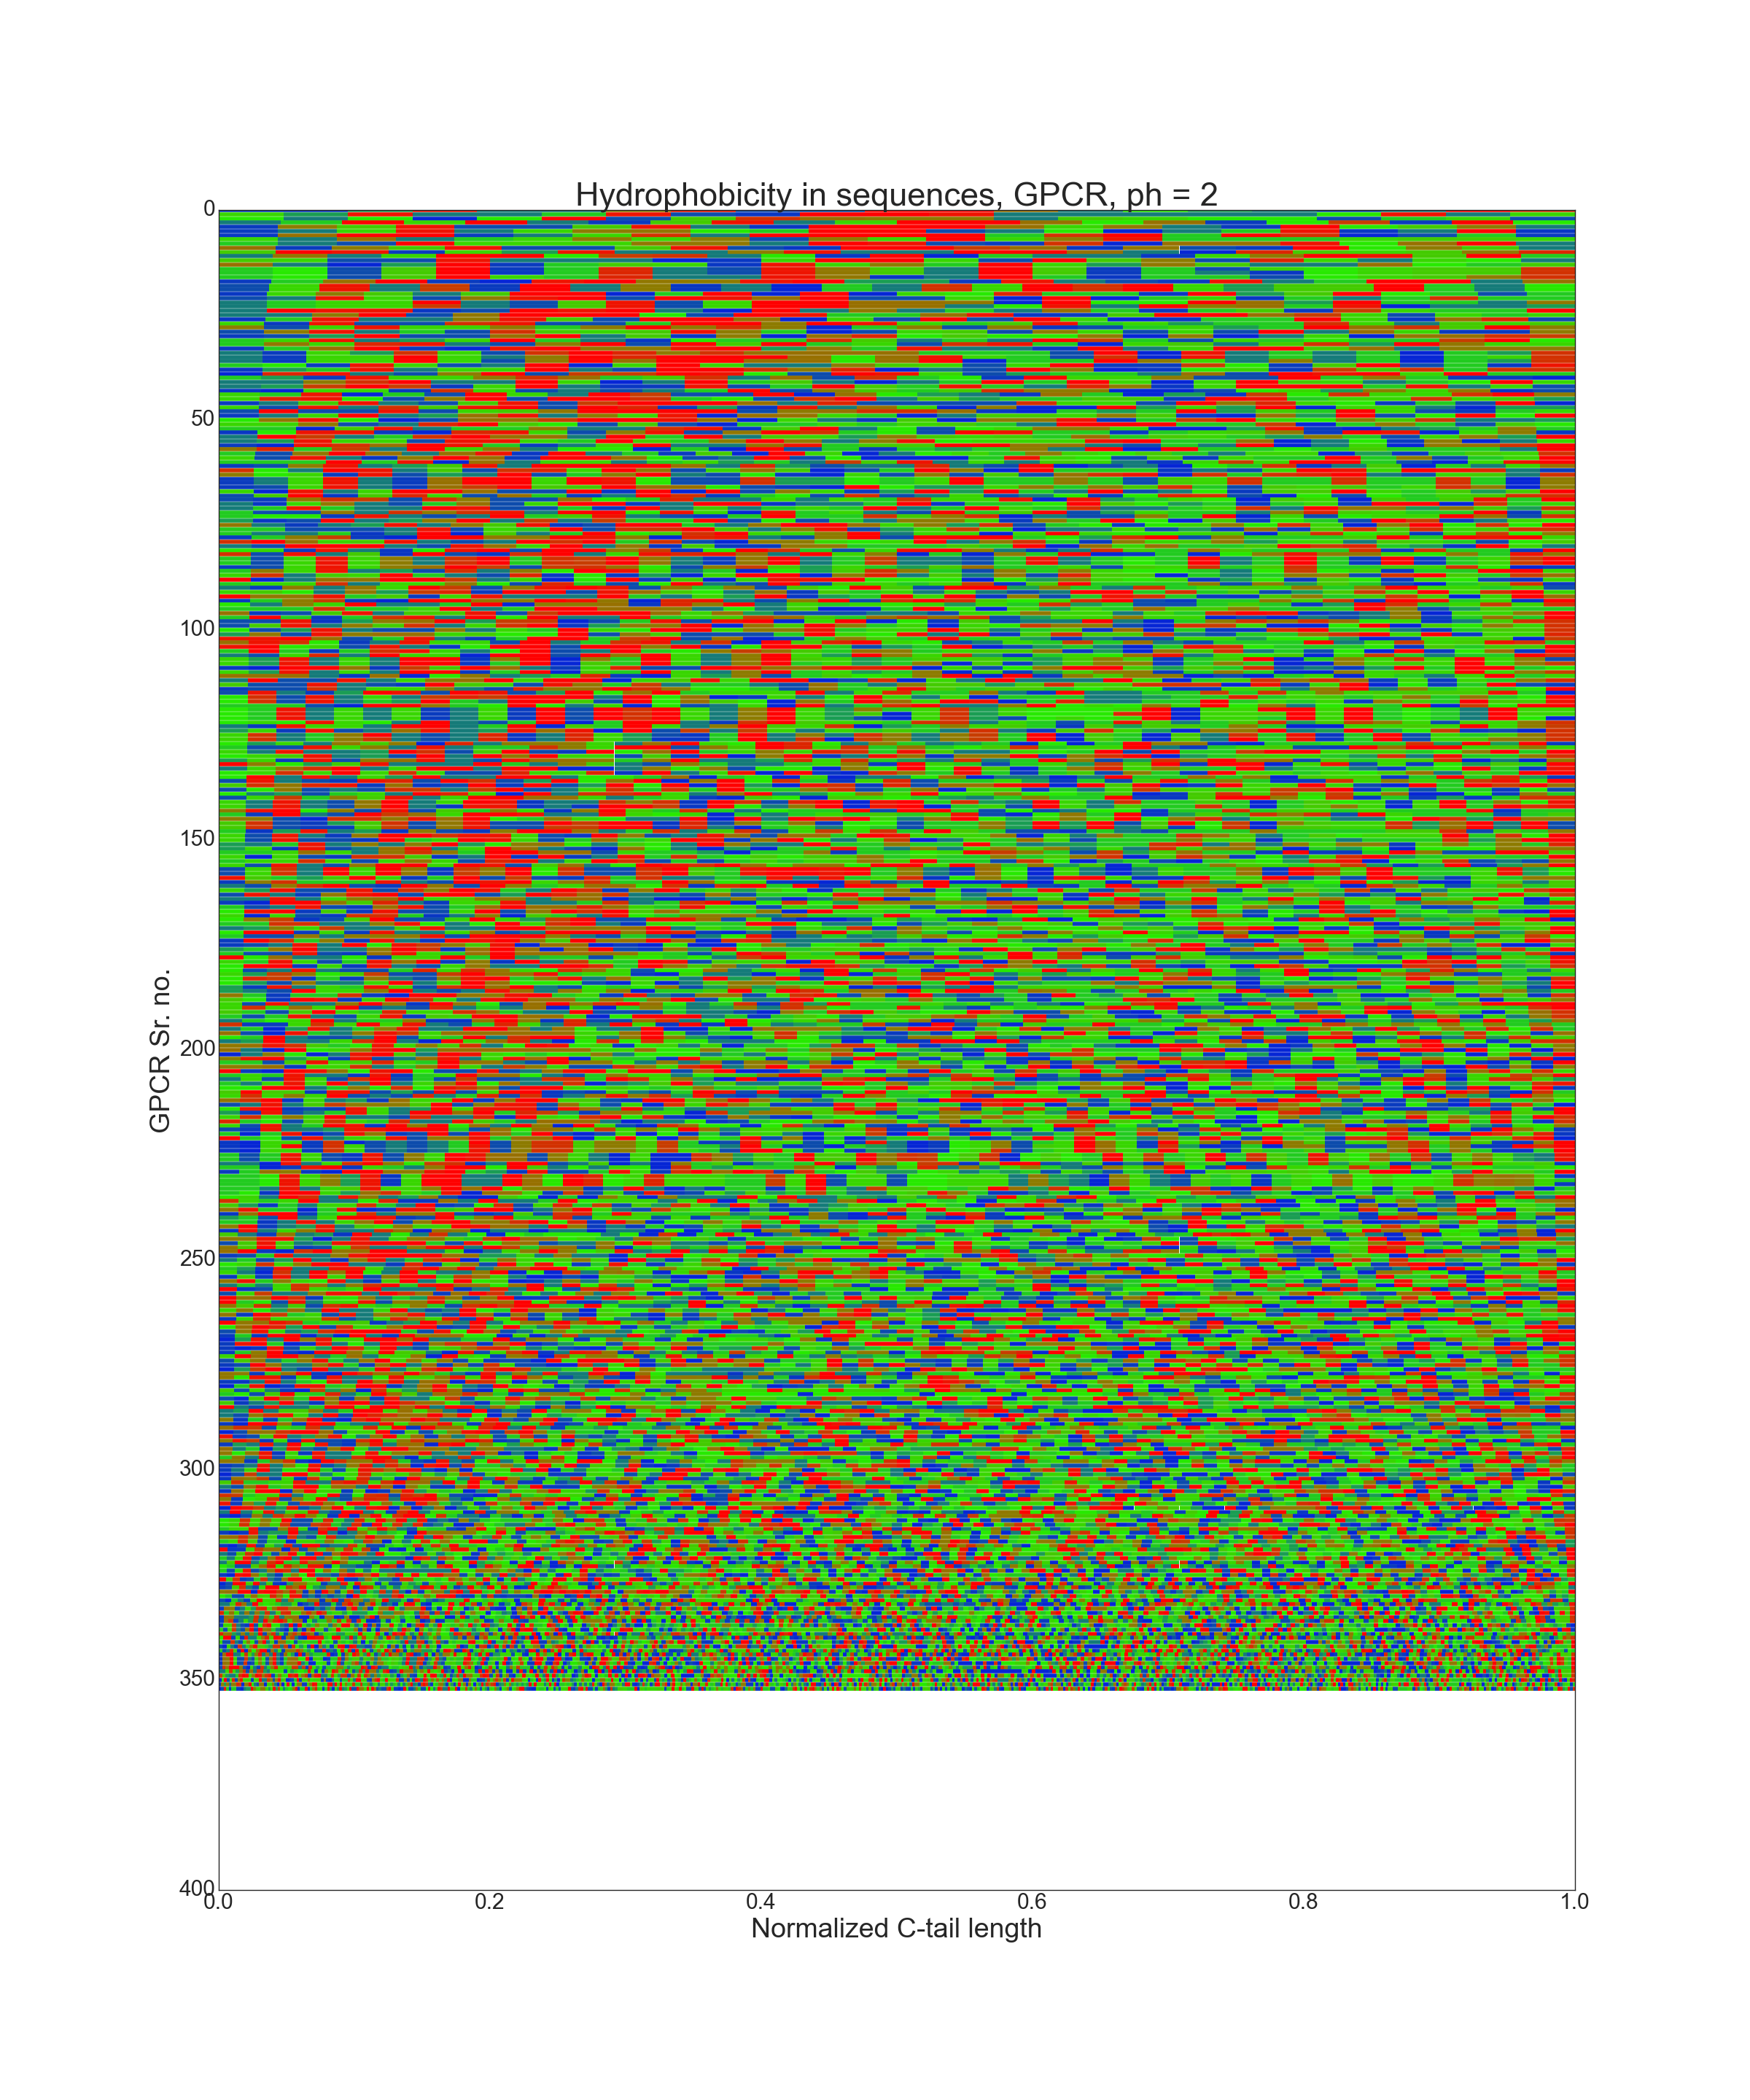 Hydrophobicity in sequences, GPCR, ph = 2
0
50
100
150
200
250
300
350
400
GPCR Sr. no.
0.0 0.2 0.4 0.6 0.8 1.0
Normalized C-tail length